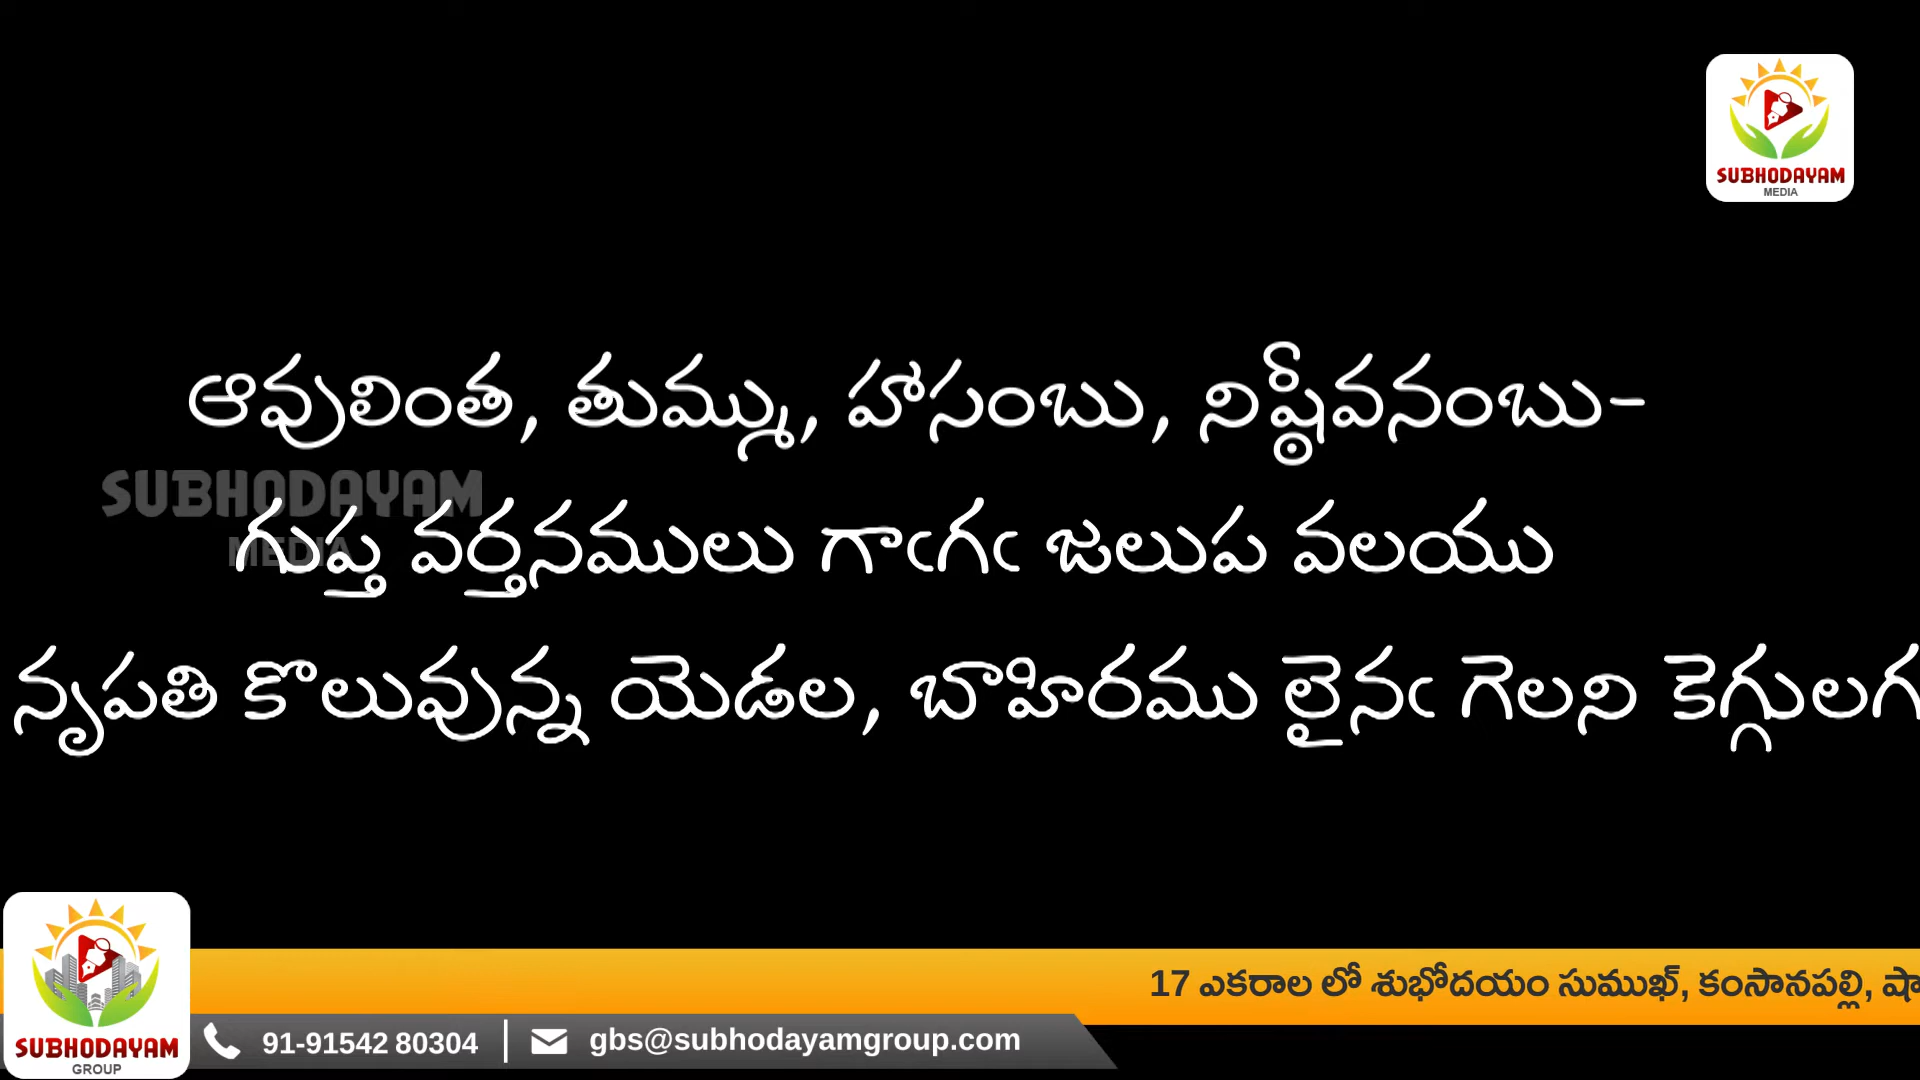 SUBHODAYAM
MEDIA
ఆవులింత, తుమ్ము, హాసంబు, నిష్ఠీవనంబు-
SUBHODAYAM
MEDIA
గుప్త వర్తనములు గాఁగఁ జలుప వలయు
నృపతి కొలువున్న యెడల, బాహిరము లైనఁ గెలని కెగ్గులగ
17 ఎకరాల లో శుభోదయం సుముఖ్, కంసానపల్లి, షా
SUBHODAYAM
GROUP
91-91542 80304
gbs@subhodayamgroup.com